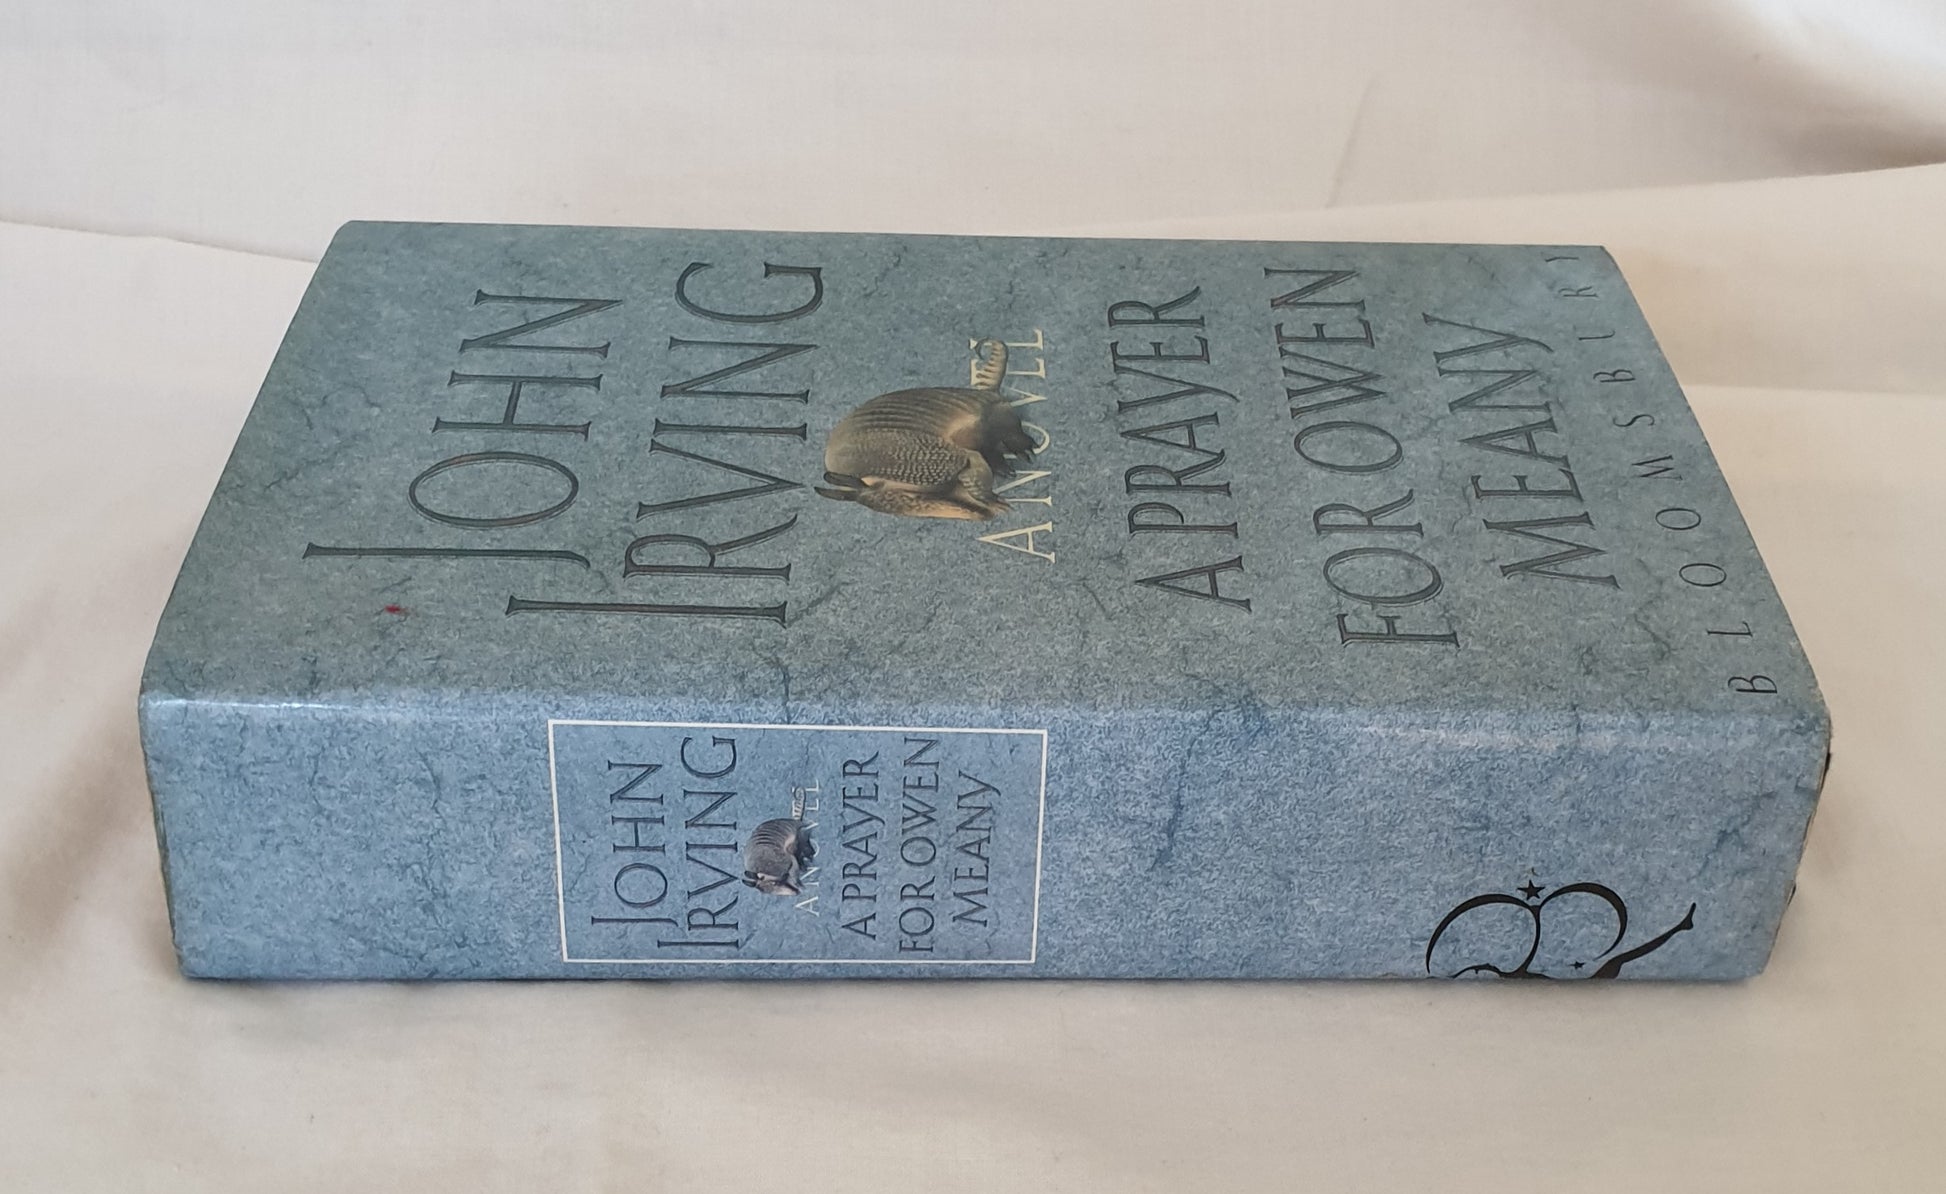 JOHN
IRVING
A NOVEL
A PRAYER
FOR OWEN
MEANY
BLOOMSBURY
JOHN
IRVING
A NOVEL
A PRAYER
FOR OWEN
MEANY